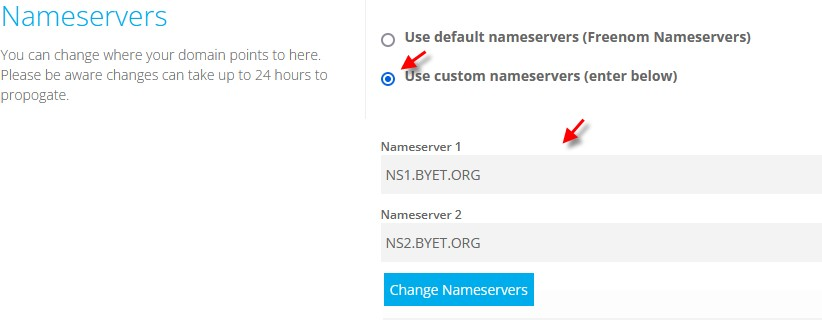 Nameservers
You can change where your domain points to here.
Please be aware changes can take up to 24 hours to
propogate.
Use default nameservers (Freenom Nameservers)
Use custom nameservers (enter below)
Nameserver 1
NS1.BYET.ORG
Nameserver 2
NS2.BYET.ORG
Change Nameservers